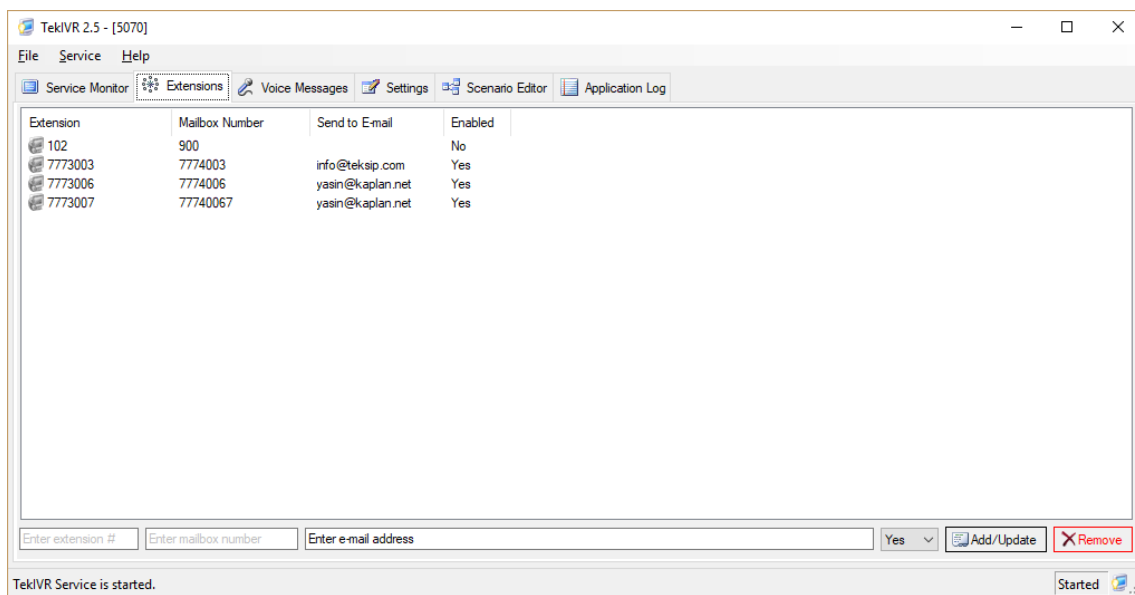 TekIVR 2.5 - [5070]
File Service Help
Service Monitor Extensions Voice Messages Settings Scenario Editor Application Log
Extension Mailbox Number Send to E-mail Enabled
102 900 No
7773003 7774003 info@teksip.com Yes
7773006 7774006 yasin@kaplan.net Yes
7773007 77740067 yasin@kaplan.net Yes
Enter extension # Enter mailbox number Enter e-mail address Yes Add/Update Remove
TekIVR Service is started. Started